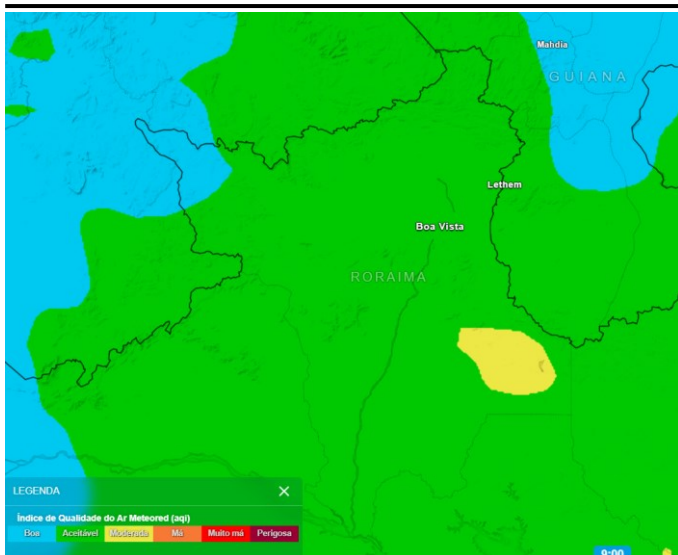 Mahdia
GUIANA
Lethem
Boa Vista
RORAIMA
LEGENDA
Índice de Qualidade do Ar Meteored (aqi)
Boa Aceitável Moderada Má Muito má Perigosa
9:00